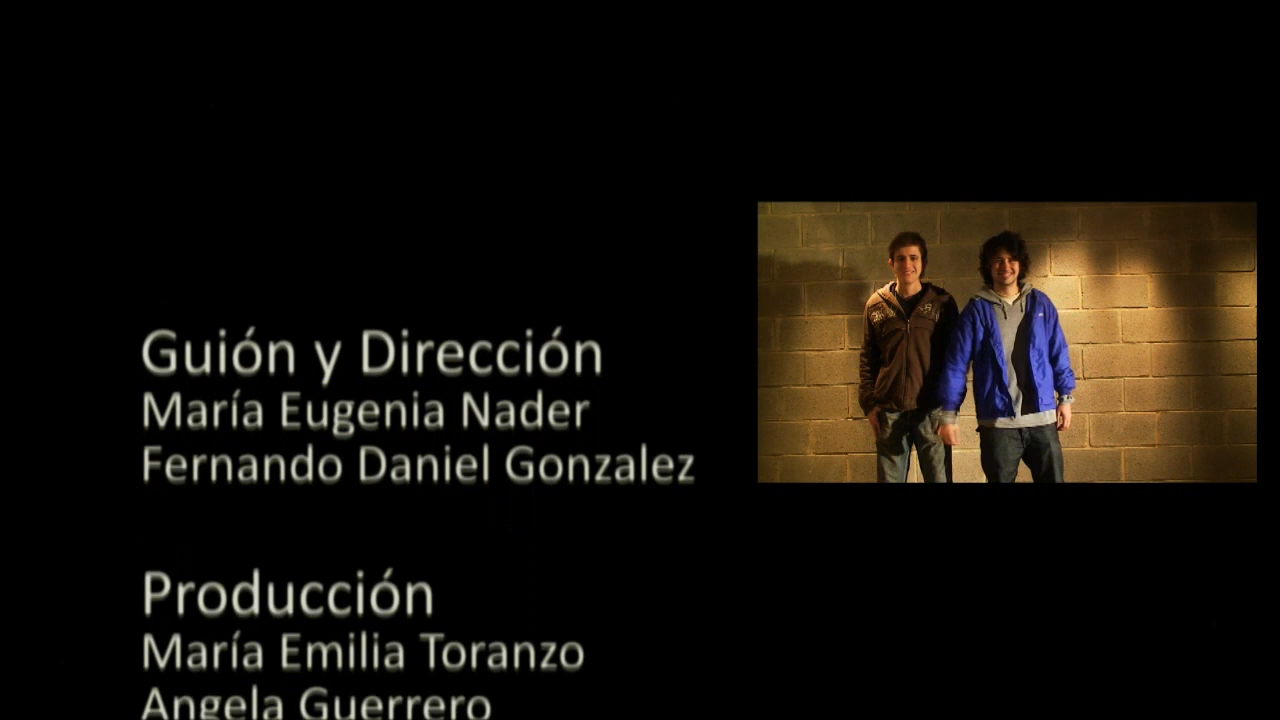 Guión y Dirección
María Eugenia Nader
Fernando Daniel Gonzalez
Producción
María Emilia Toranzo
Angela Guerrero